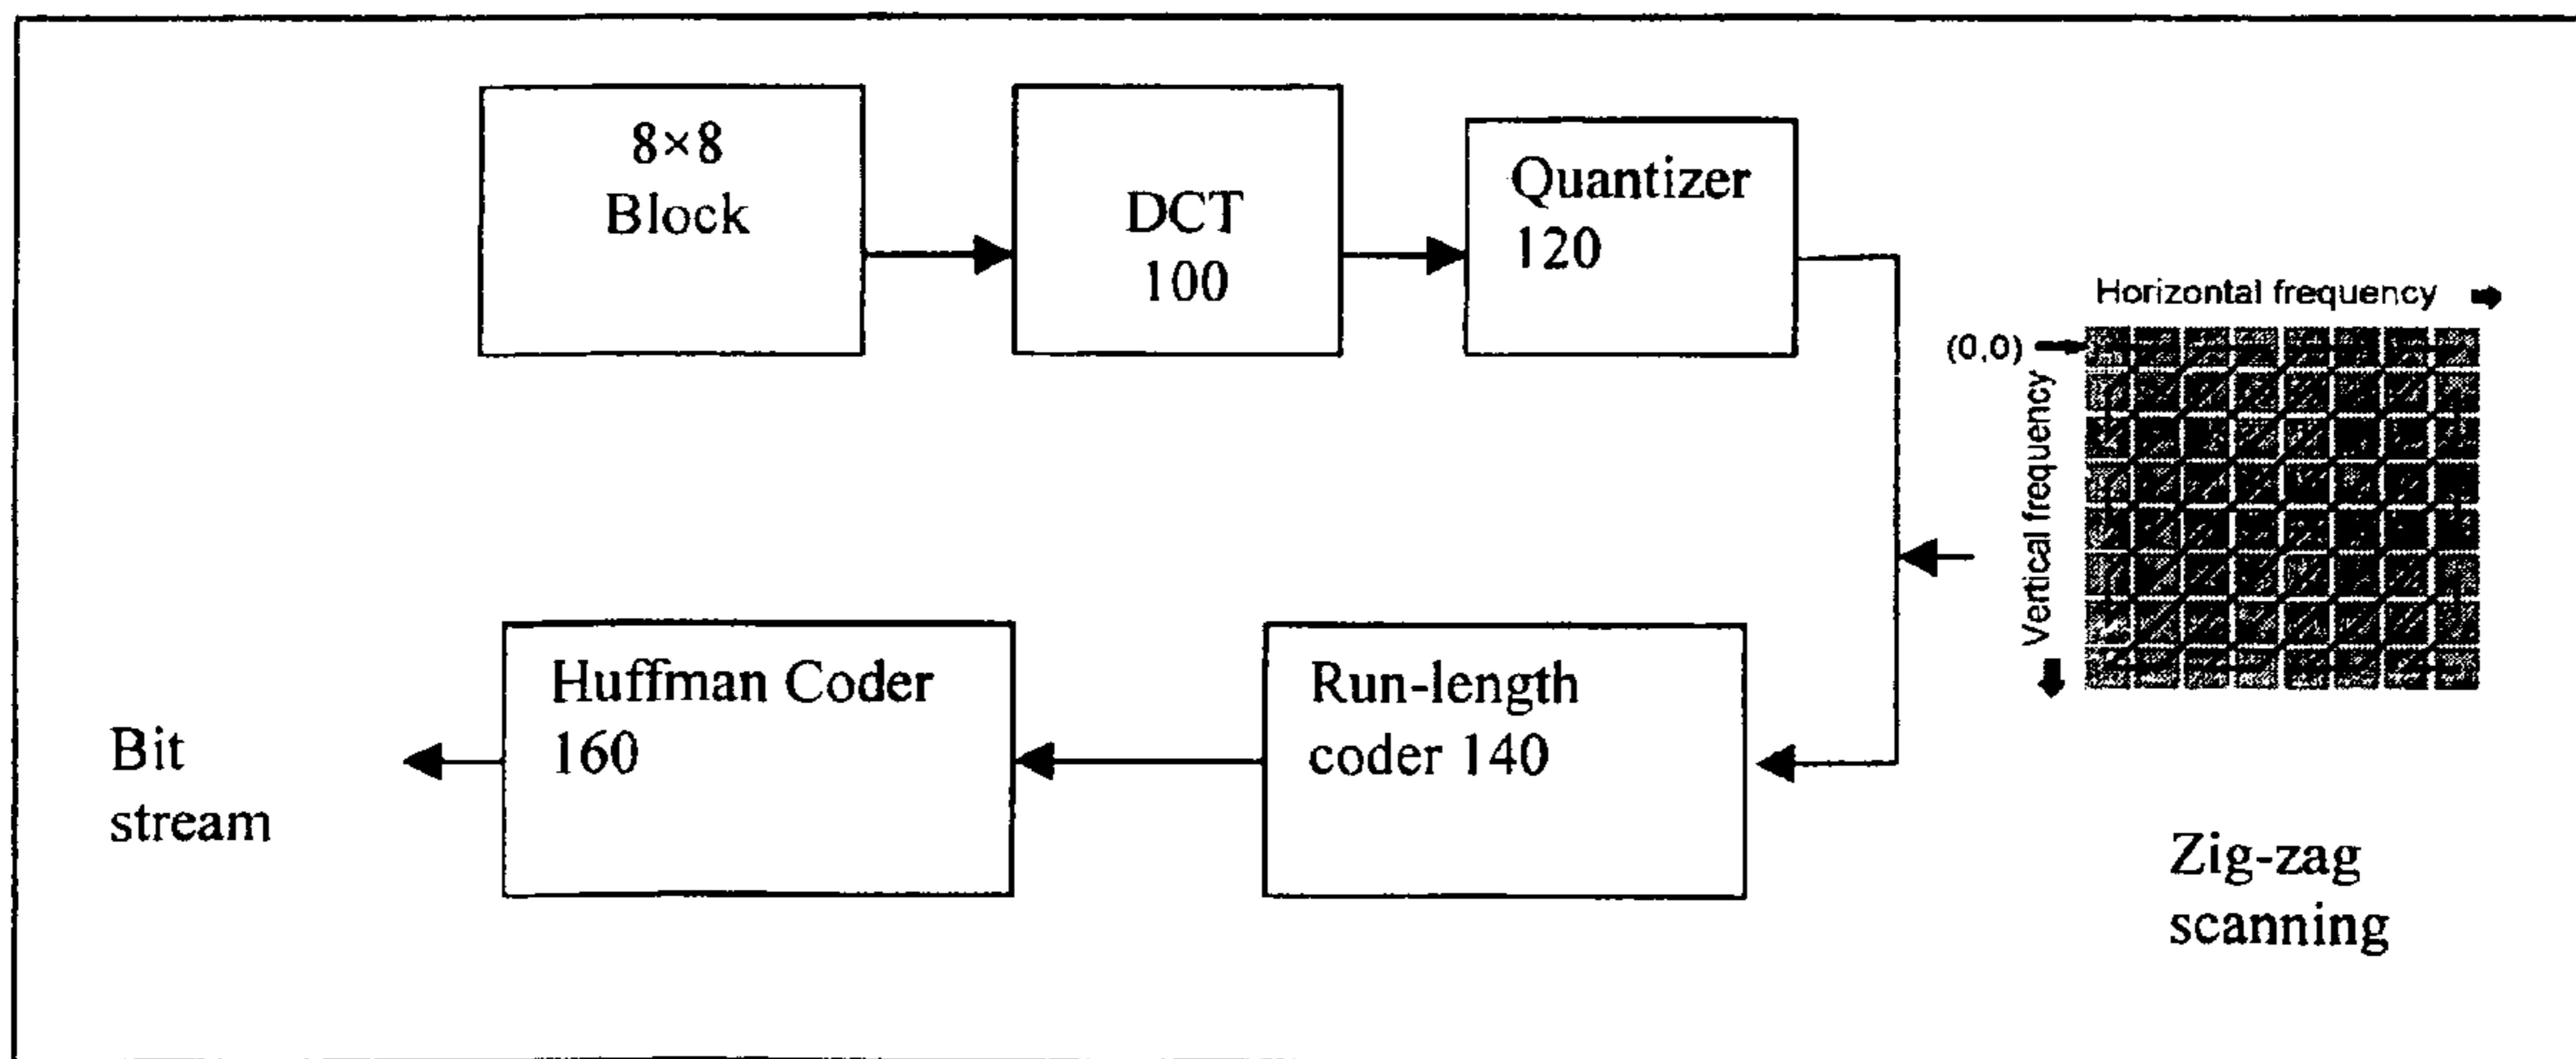 8×8
Block
DCT
100
Quantizer
120
Horizontal frequency
(0,0)
Vertical frequency
Huffman Coder
160
Run-length
coder 140
Bit
stream
Zig-zag
scanning